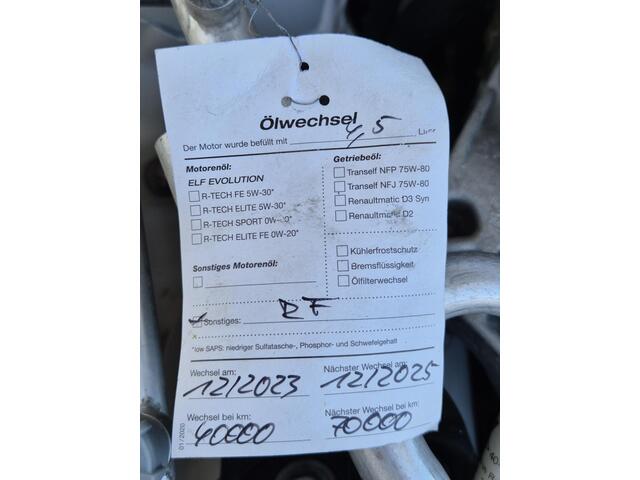 Ölwechsel
Der Motor wurde befüllt mit 4,5 Liter
Motorenöl:
ELF EVOLUTION
R-TECH FE 5W-30*
R-TECH ELITE 5W-30*
R-TECH SPORT 0W-40*
R-TECH ELITE FE 0W-20*
Sonstiges Motorenöl:
Getriebeöl:
Tranself NFP 75W-80
Tranself NFJ 75W-80
Renaultmatic D3 Syn
Renaultmatic D2
Kühlerfrostschutz
Bremsflüssigkeit
Ölfilterwechsel
Sonstiges: RF
*low SAPS: niedriger Sulfatasche-, Phosphor- und Schwefelgehalt
Wechsel am: 12/2023
Nächster Wechsel am: 12/2025
Wechsel bei km: 40000
Nächster Wechsel bei km: 70000
01/2020